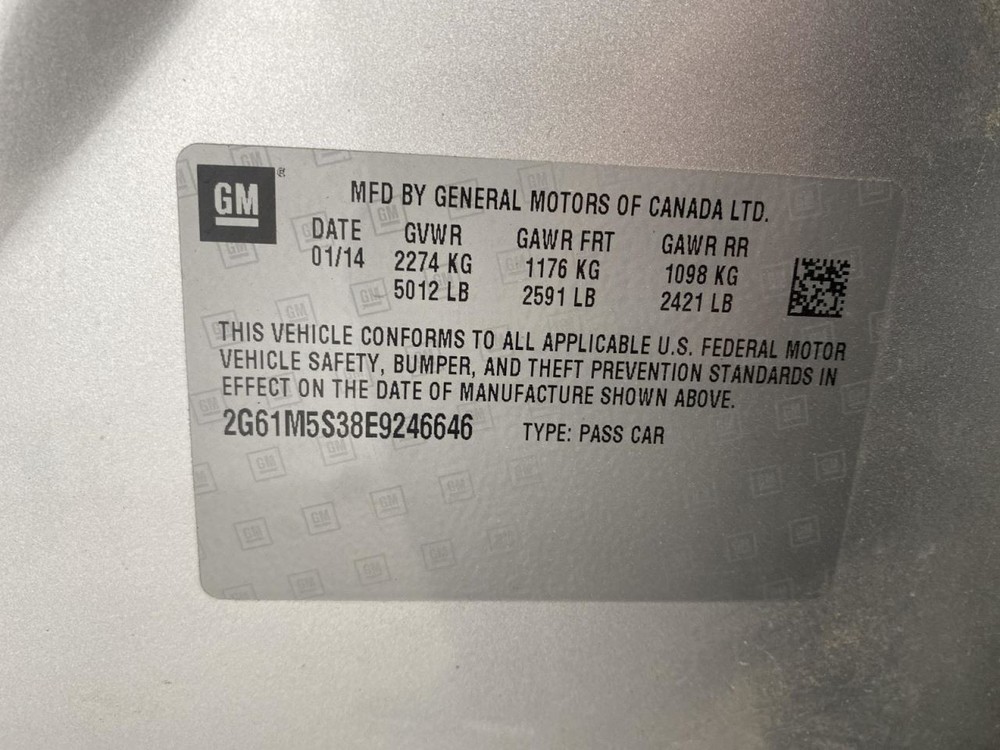 GM®
MFD BY GENERAL MOTORS OF CANADA LTD.
DATE GVWR GAWR FRT GAWR RR
01/14 2274 KG 1176 KG 1098 KG
5012 LB 2591 LB 2421 LB
THIS VEHICLE CONFORMS TO ALL APPLICABLE U.S. FEDERAL MOTOR
VEHICLE SAFETY, BUMPER, AND THEFT PREVENTION STANDARDS IN
EFFECT ON THE DATE OF MANUFACTURE SHOWN ABOVE.
2G61M5S38E9246646 TYPE: PASS CAR